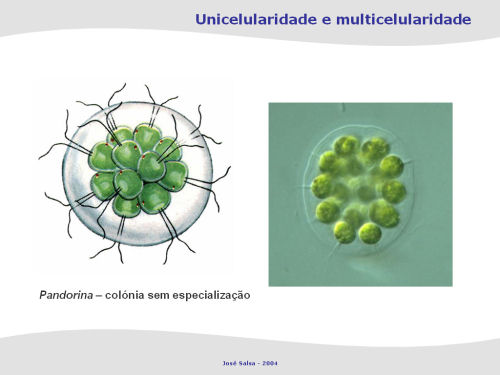 Unicelularidade e multicelularidade
Pandorina – colónia sem especialização
José Salsa - 2004